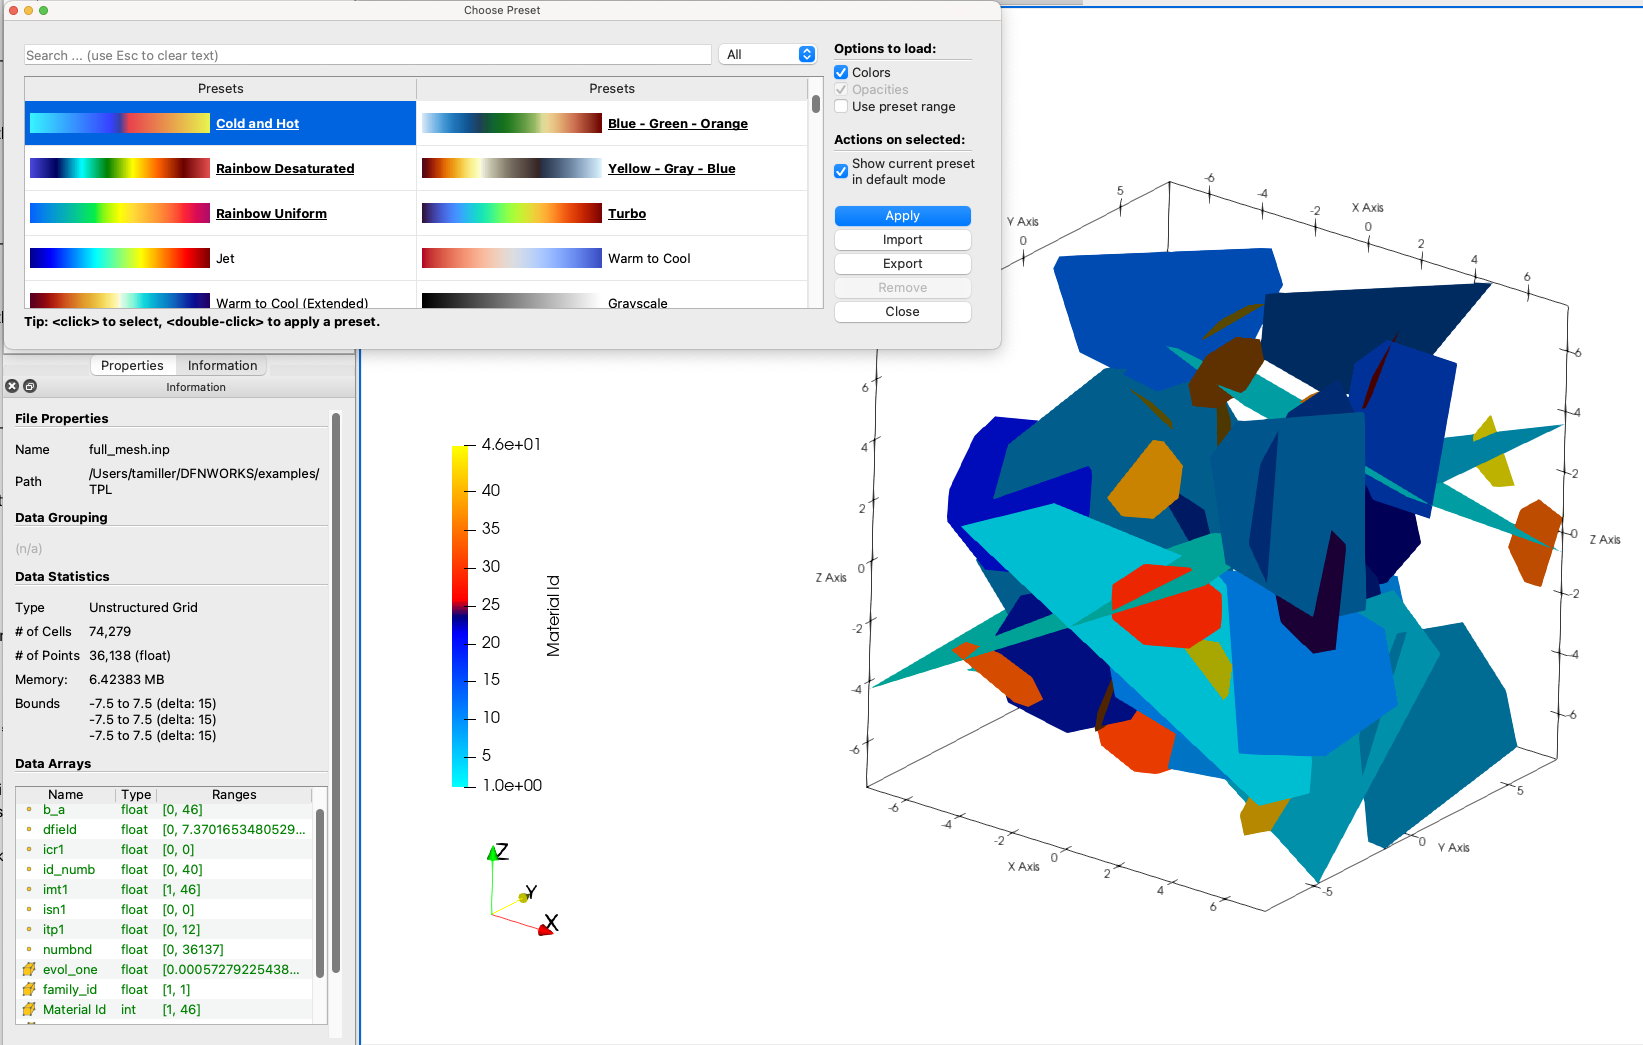 Choose Preset
Search ... (use Esc to clear text)
All
Presets
Presets
Cold and Hot
Blue - Green - Orange
Rainbow Desaturated
Yellow - Gray - Blue
Rainbow Uniform
Turbo
Jet
Warm to Cool
Warm to Cool (Extended)
Grayscale
Tip: <click> to select, <double-click> to apply a preset.
Options to load:
Colors
Opacities
Use preset range
Actions on selected:
Show current preset
in default mode
Apply
Import
Export
Remove
Close
Properties
Information
Information
File Properties
Name full_mesh.inp
Path /Users/tamiller/DFNWORKS/examples/
TPL
Data Grouping
(n/a)
Data Statistics
Type Unstructured Grid
# of Cells 74,279
# of Points 36,138 (float)
Memory: 6.42383 MB
Bounds -7.5 to 7.5 (delta: 15)
-7.5 to 7.5 (delta: 15)
-7.5 to 7.5 (delta: 15)
Data Arrays
Name Type Ranges
b_a float [0, 46]
dfield float [0, 7.3701653480529...
icr1 float [0, 0]
id_numb float [0, 40]
imt1 float [1, 46]
isn1 float [0, 0]
itp1 float [0, 12]
numbnd float [0, 36137]
evol_one float [0.00057279225438...
family_id float [1, 1]
Material Id int [1, 46]
4.6e+01
40
35
30
25
20
15
10
5
1.0e+00
Material Id
Z
Y
X
5
Y Axis
0
-6
-4
-2
X Axis
0
2
4
6
6
4
2
0
Z Axis
-2
-4
-6
6
4
2
0
Z Axis
-2
-4
-6
-6
-4
-2
0
X Axis
2
4
6
5
0
Y Axis
-5